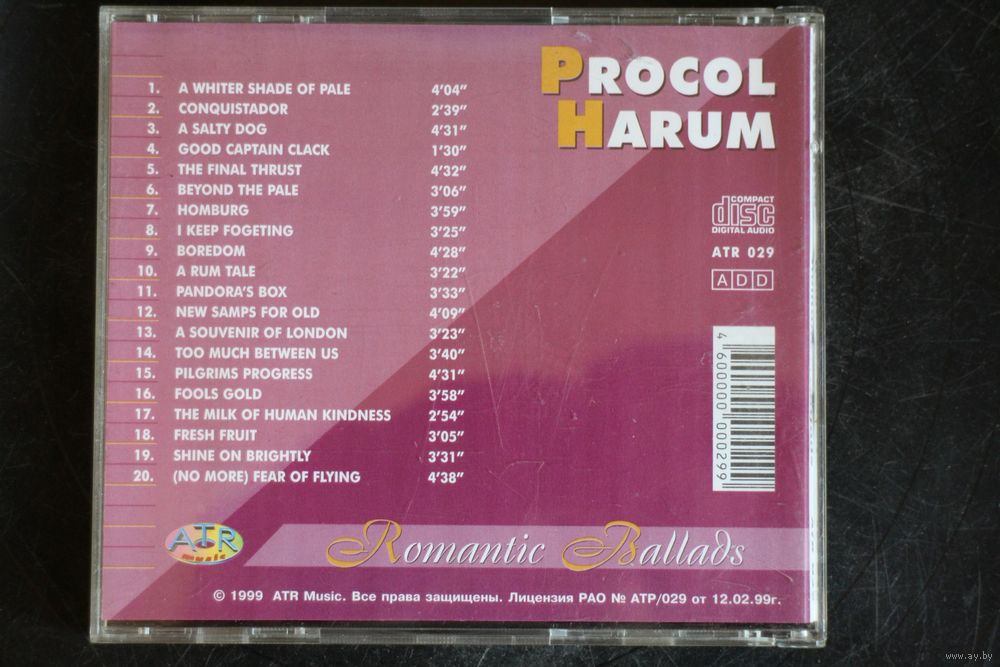 PROCOL
HARUM
1. A WHITER SHADE OF PALE 4'04"
2. CONQUISTADOR 2'39"
3. A SALTY DOG 4'31"
4. GOOD CAPTAIN CLACK 1'30"
5. THE FINAL THRUST 4'32"
6. BEYOND THE PALE 3'06"
7. HOMBURG 3'59"
8. I KEEP FOGETING 3'25"
9. BOREDOM 4'28"
10. A RUM TALE 3'22"
11. PANDORA'S BOX 3'33"
12. NEW SAMPS FOR OLD 4'09"
13. A SOUVENIR OF LONDON 3'23"
14. TOO MUCH BETWEEN US 3'40"
15. PILGRIMS PROGRESS 4'31"
16. FOOLS GOLD 3'58"
17. THE MILK OF HUMAN KINDNESS 2'54"
18. FRESH FRUIT 3'05"
19. SHINE ON BRIGHTLY 3'31"
20. (NO MORE) FEAR OF FLYING 4'38"
COMPACT
disc
DIGITAL AUDIO
ATR 029
ADD
4 600000 000299
ATR
music
Romantic Ballads
© 1999 ATR Music. Все права защищены. Лицензия РАО № АТР/029 от 12.02.99г.
www.ay.by